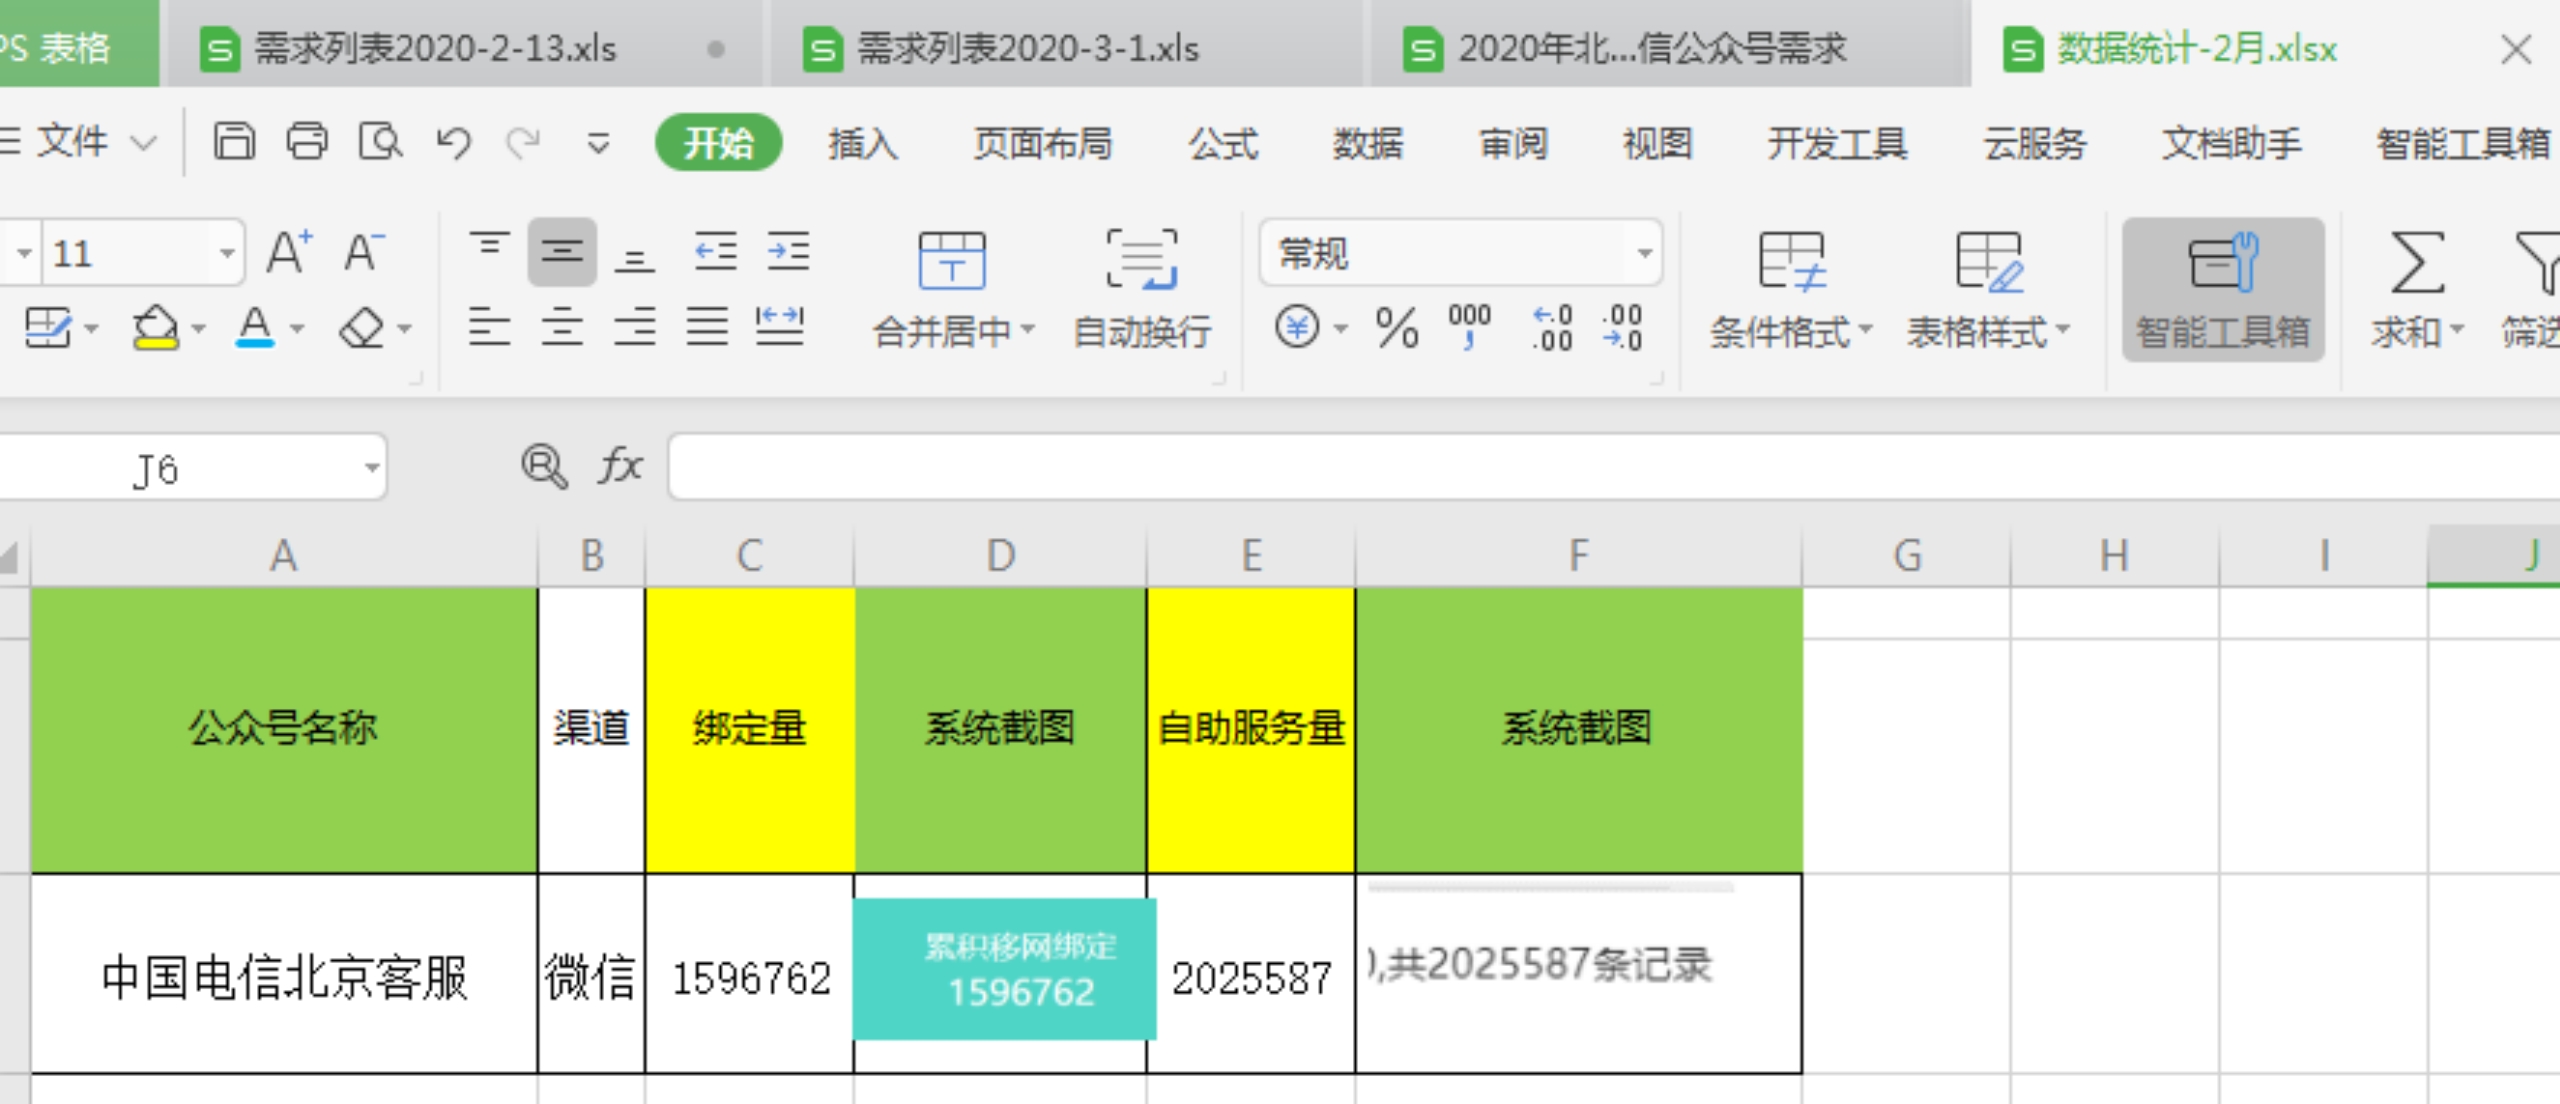 PS 表格 需求列表2020-2-13.xls 需求列表2020-3-1.xls 2020年北...信公众号需求 数据统计-2月.xlsx
文件 开始 插入 页面布局 公式 数据 审阅 视图 开发工具 云服务 文档助手 智能工具箱
11 A+ A- 常规
合并居中 自动换行 ¥ % 000 , .0 .00 .00 .0 条件格式 表格样式 智能工具箱 求和 筛选
J6 fx
A B C D E F G H I J
公众号名称 渠道 绑定量 系统截图 自助服务量 系统截图
中国电信北京客服 微信 1596762 累积移网绑定 2025587 ),共2025587条记录
1596762